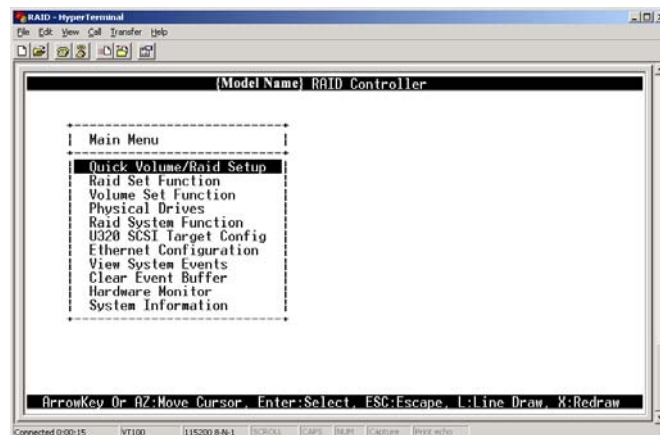 RAID - HyperTerminal
File Edit View Call Transfer Help
{Model Name} RAID Controller
Main Menu
Quick Volume/Raid Setup
Raid Set Function
Volume Set Function
Physical Drives
Raid System Function
U320 SCSI Target Config
Ethernet Configuration
View System Events
Clear Event Buffer
Hardware Monitor
System Information
ArrowKey Or AZ:Move Cursor, Enter:Select, ESC:Escape, L:Line Draw, X:Redraw
Connected 0:00:15 VT100 115200 8-N-1 SCROLL CAPS NUM Capture Print echo